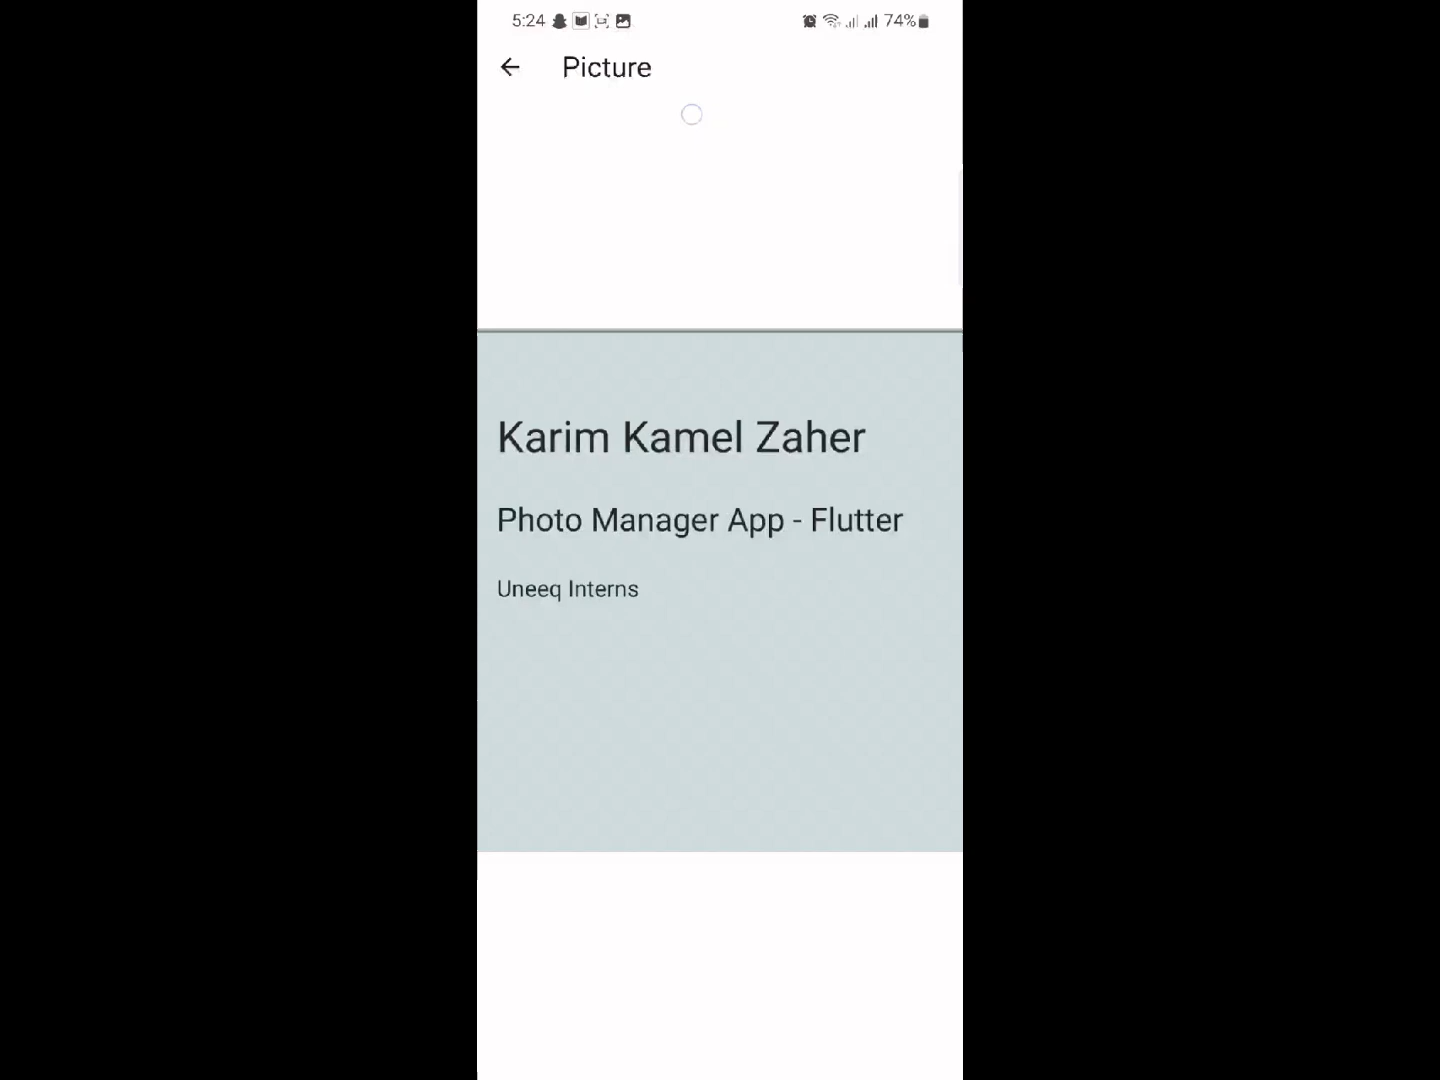 5:24 74%
Picture
Karim Kamel Zaher
Photo Manager App - Flutter
Uneeq Interns